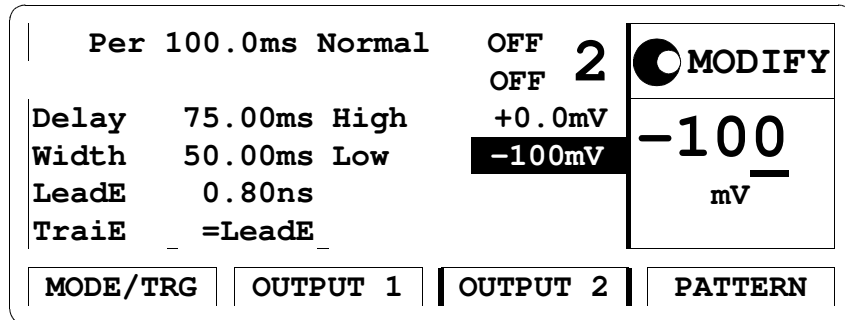 Per 100.0ms Normal OFF 2 MODIFY
OFF
Delay 75.00ms High +0.0mV
Width 50.00ms Low −100mV −100
LeadE 0.80ns mV
TraiE =LeadE
MODE/TRG OUTPUT 1 OUTPUT 2 PATTERN